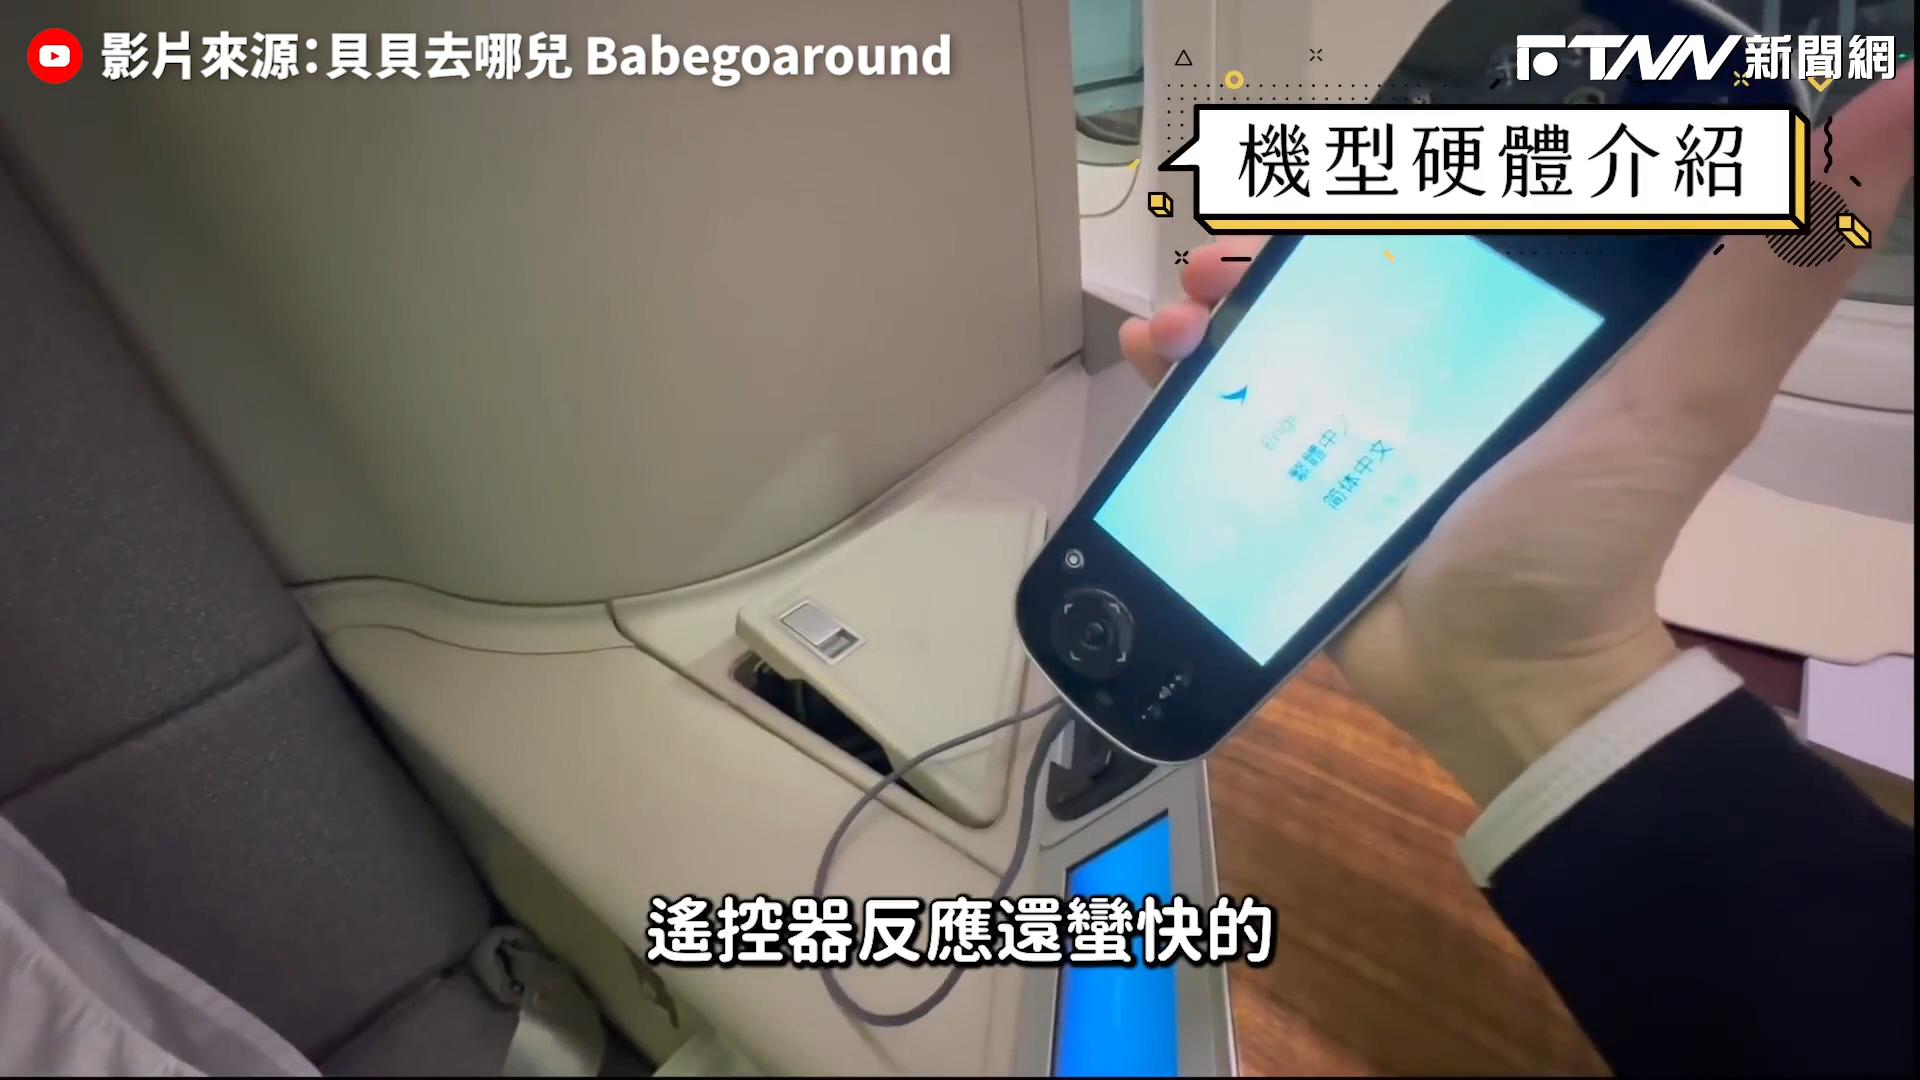 影片來源:貝貝去哪兒 Babegoaround
TNN新聞網
機型硬體介紹
Engl
繁體中文
简体中文
遙控器反應還蠻快的